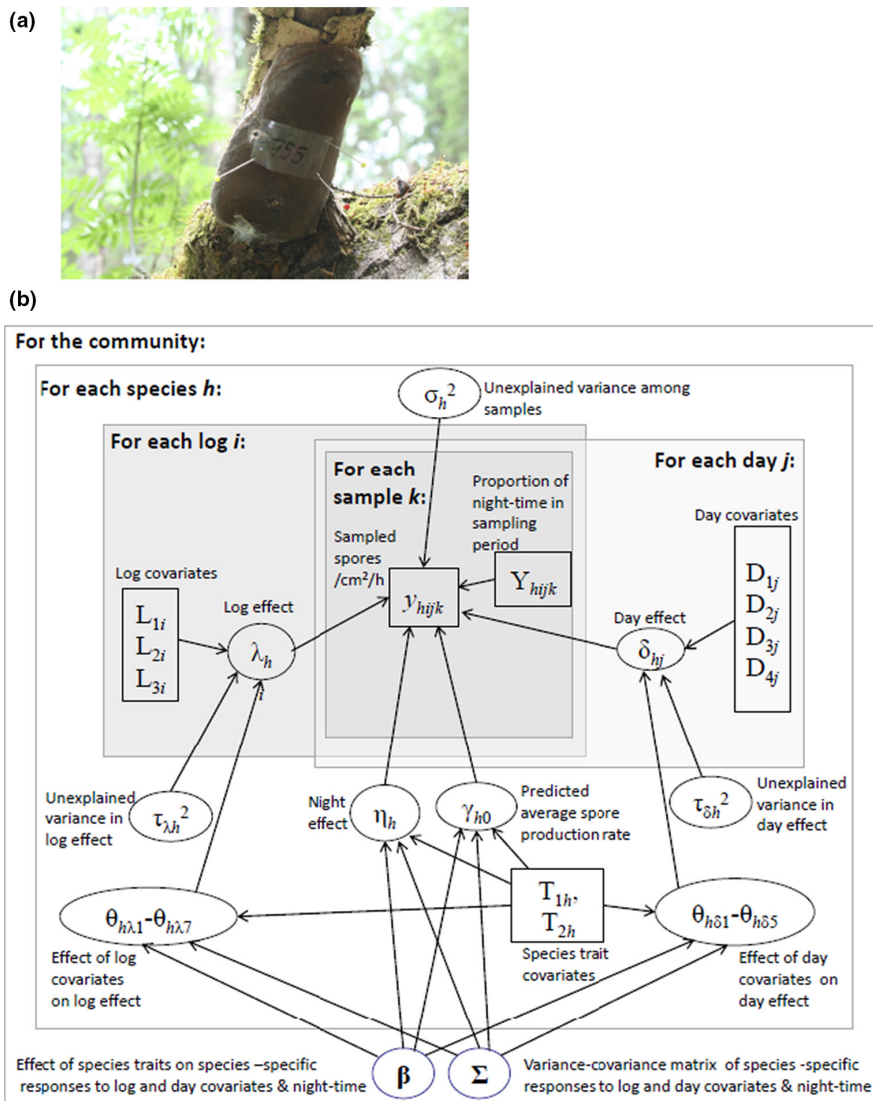 (a)
755
(b)
For the community:
For each species h:
σh²
Unexplained variance among
samples
For each log i:
For each day j:
For each
sample k:
Proportion of
night-time in
sampling
period
Sampled
spores
/cm²/h
Day covariates
Log covariates
L1i
L2i
L3i
Log effect
λh
i
yhijk
Yhijk
Day effect
δhj
D1j
D2j
D3j
D4j
Unexplained
variance in
log effect
τλh²
Night
effect
ηh
γh0
Predicted
average spore
production rate
τδh²
Unexplained
variance in
day effect
θhλ1-θhλ7
T1h,
T2h
θhδ1-θhδ5
Effect of log
covariates
on log effect
Species trait
covariates
Effect of day
covariates on
day effect
Effect of species traits on species –specific
responses to log and day covariates & night-time
β
Σ
Variance-covariance matrix of species -specific
responses to log and day covariates & night-time